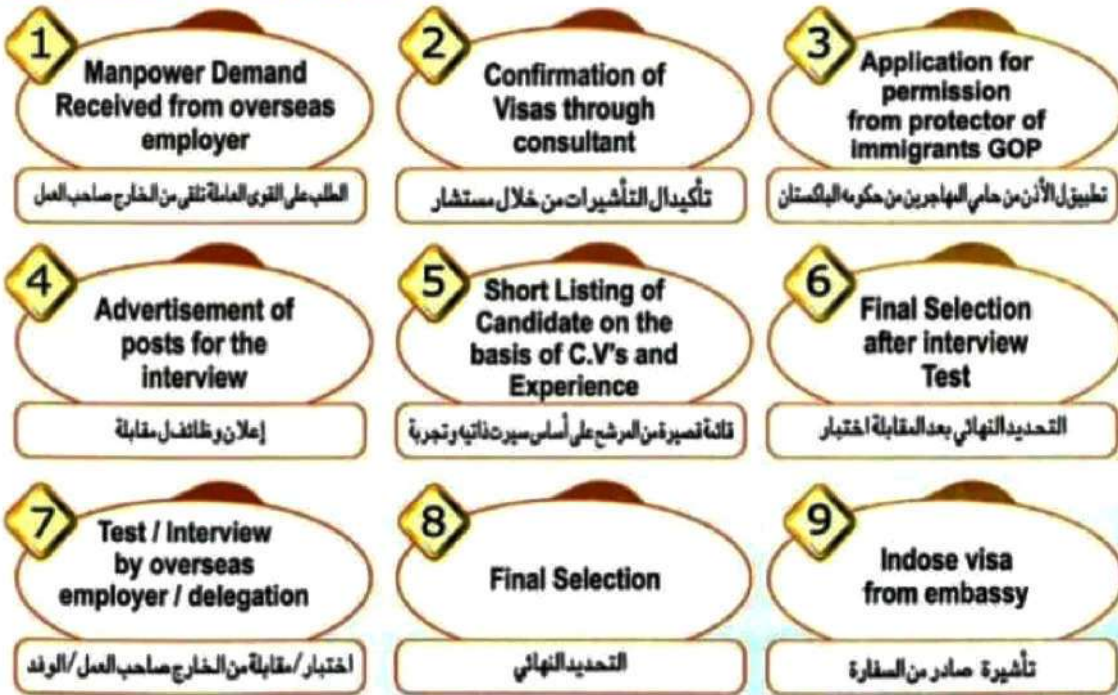 1
Manpower Demand
Received from overseas
employer
الطلب على القوى العاملة تلقى من الخارج صاحب العمل
2
Confirmation of
Visas through
consultant
تأكيدال التأشيرات من خلال مستشار
3
Application for
permission
from protector of
immigrants GOP
تطبيق ل الأذن من حامي المهاجرين من حكومه الباكستان
4
Advertisement of
posts for the
interview
إعلان وظائف ل مقابلة
5
Short Listing of
Candidate on the
basis of C.V's and
Experience
قائمة قصيرة من المرشح على أساس سيرت ذاتيه وتجربة
6
Final Selection
after interview
Test
التحديد النهائي بعد المقابلة اختبار
7
Test / Interview
by overseas
employer / delegation
اختبار/مقابلة من الخارج صاحب العمل/الوفد
8
Final Selection
التحديد النهائي
9
Indose visa
from embassy
تأشيرة صادر من السفارة